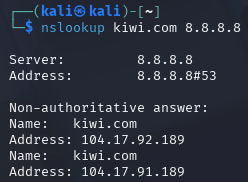 ┌──(kali㉿kali)-[~]
└─$ nslookup kiwi.com 8.8.8.8
Server: 8.8.8.8
Address: 8.8.8.8#53
Non-authoritative answer:
Name: kiwi.com
Address: 104.17.92.189
Name: kiwi.com
Address: 104.17.91.189